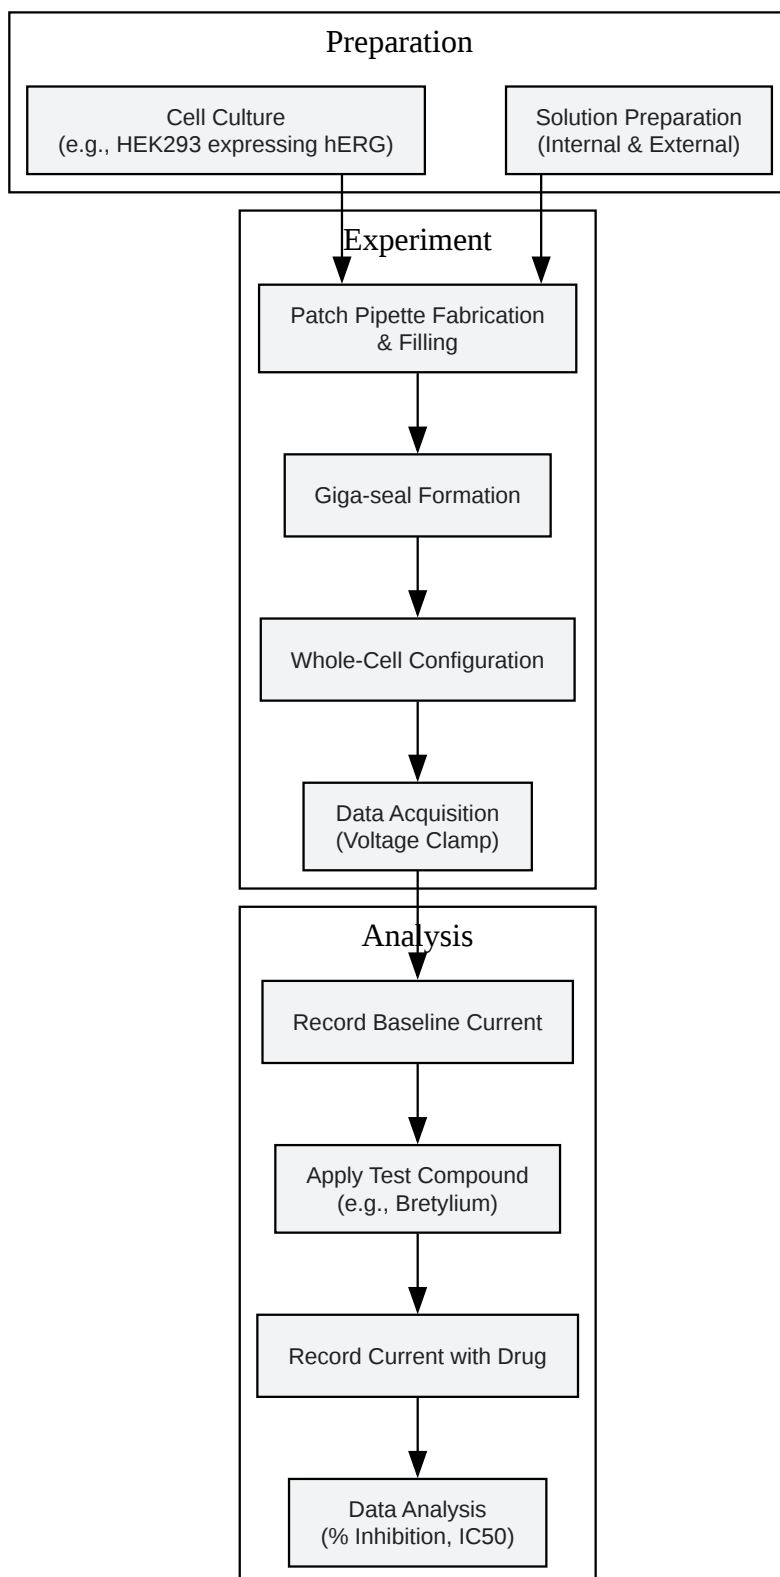 Preparation
Cell Culture
(e.g., HEK293 expressing hERG)
Solution Preparation
(Internal & External)
Experiment
Patch Pipette Fabrication
& Filling
Giga-seal Formation
Whole-Cell Configuration
Data Acquisition
(Voltage Clamp)
Analysis
Record Baseline Current
Apply Test Compound
(e.g., Bretylium)
Record Current with Drug
Data Analysis
(% Inhibition, IC50)